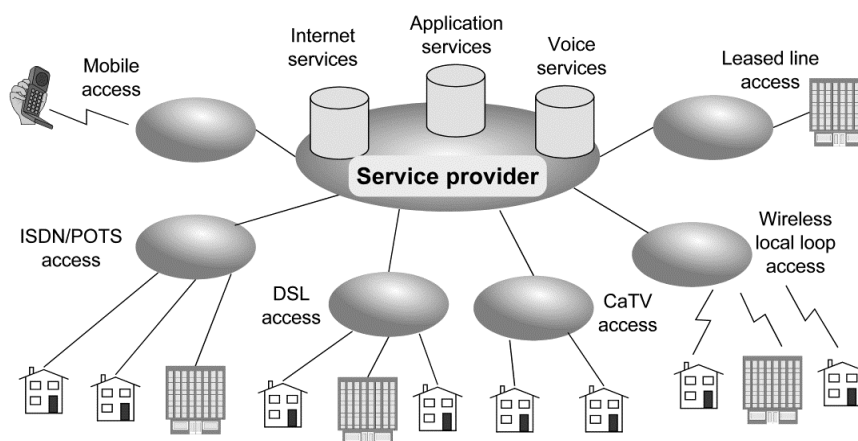 Internet
services
Application
services
Voice
services
Mobile
access
Leased line
access
Service provider
ISDN/POTS
access
DSL
access
CaTV
access
Wireless
local loop
access